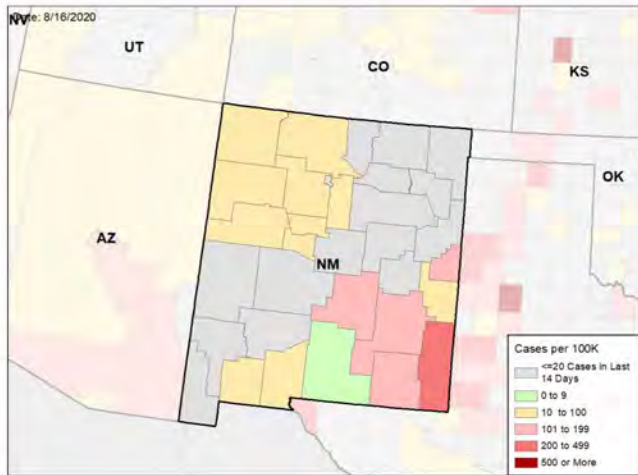 Date: 8/16/2020
NV
UT
CO
KS
OK
AZ
NM
Cases per 100K
<=20 Cases in Last
14 Days
0 to 9
10 to 100
101 to 199
200 to 499
500 or More